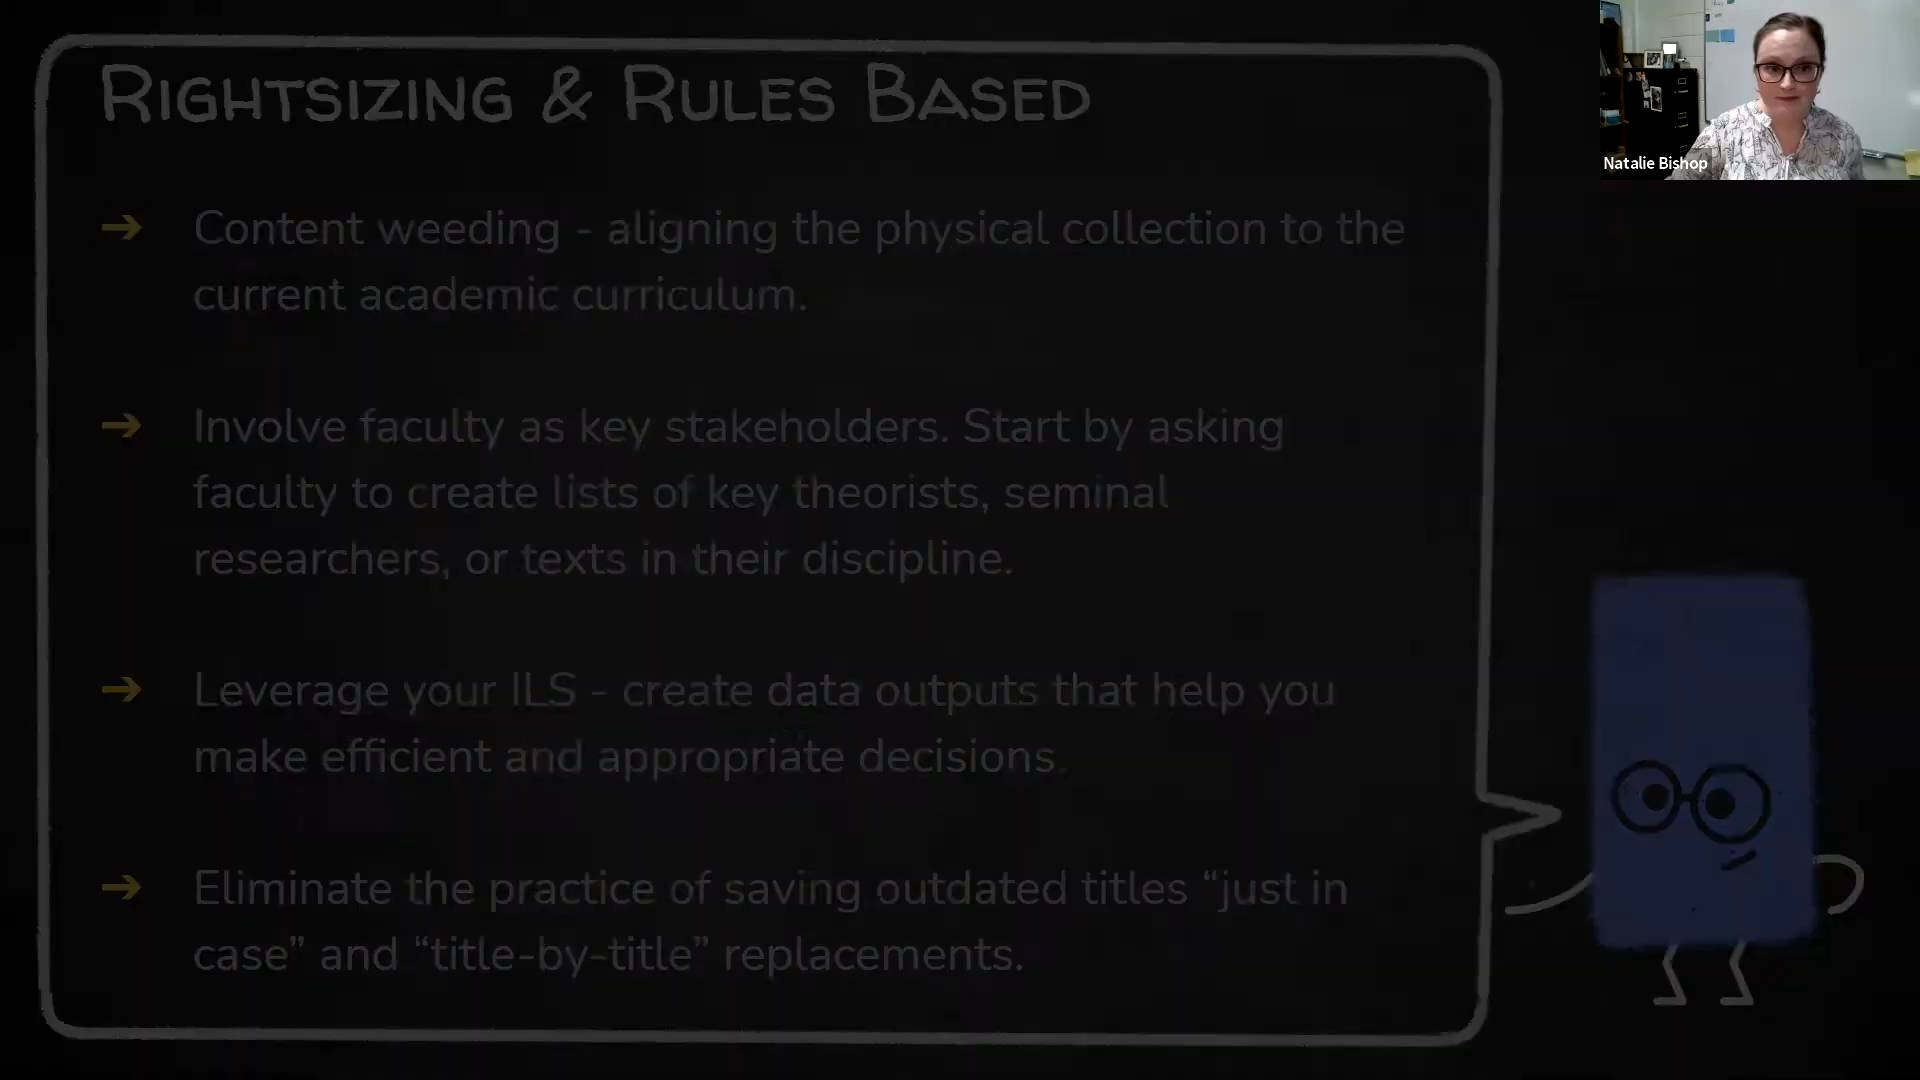 RIGHTSIZING & RULES BASED
Natalie Bishop
➔ Content weeding - aligning the physical collection to the
current academic curriculum.
➔ Involve faculty as key stakeholders. Start by asking
faculty to create lists of key theorists, seminal
researchers, or texts in their discipline.
➔ Leverage your ILS - create data outputs that help you
make efficient and appropriate decisions.
➔ Eliminate the practice of saving outdated titles “just in
case” and “title-by-title” replacements.